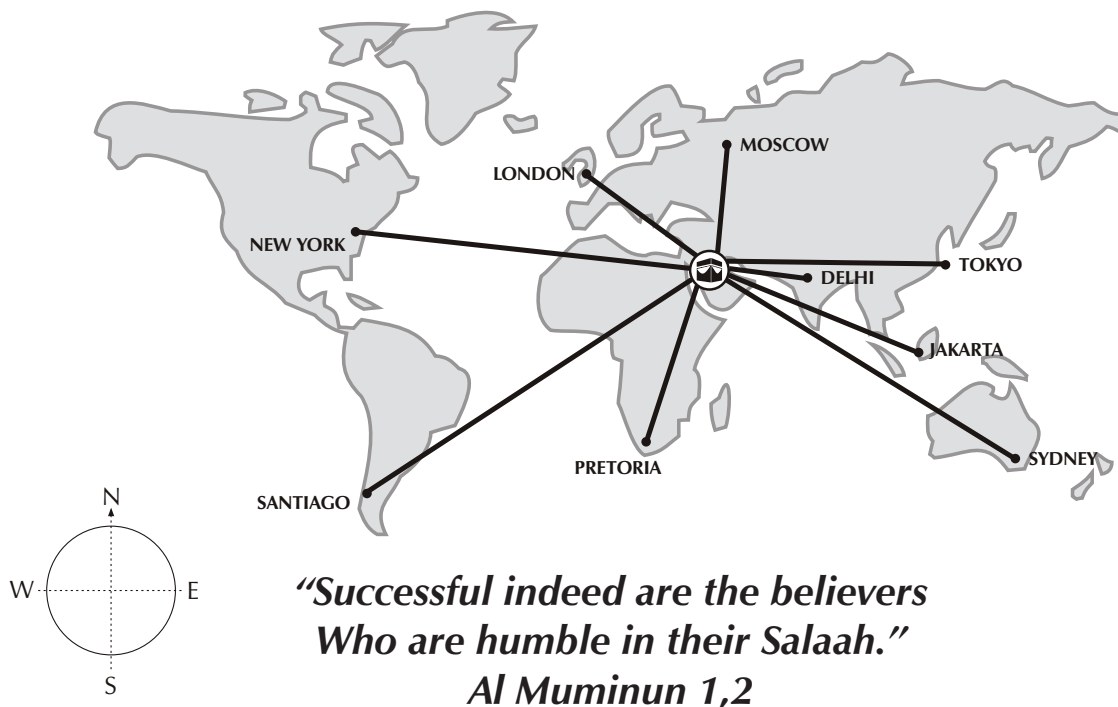 MOSCOW
LONDON
NEW YORK
TOKYO
DELHI
JAKARTA
SYDNEY
PRETORIA
SANTIAGO
N
W E
S
“Successful indeed are the believers
Who are humble in their Salaah.”
Al Muminun 1,2